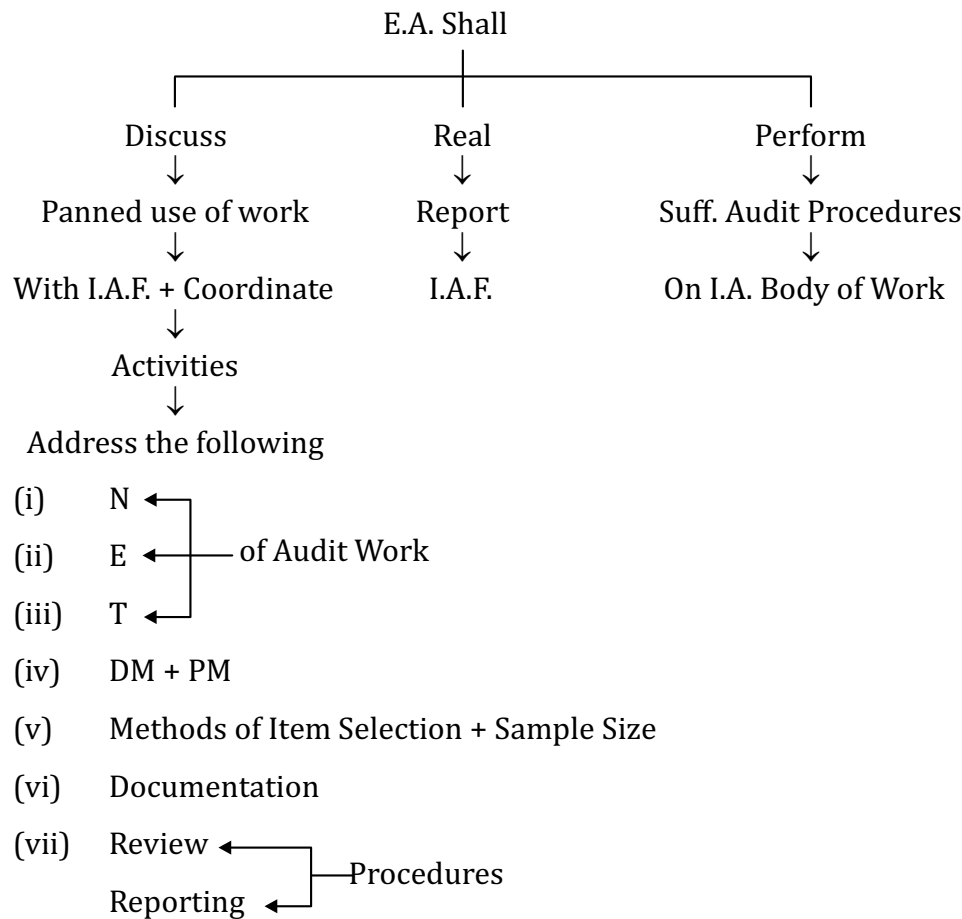 E.A. Shall
Discuss Real Perform
Panned use of work Report Suff. Audit Procedures
With I.A.F. + Coordinate I.A.F. On I.A. Body of Work
Activities
Address the following
(i) N
(ii) E of Audit Work
(iii) T
(iv) DM + PM
(v) Methods of Item Selection + Sample Size
(vi) Documentation
(vii) Review
Procedures
Reporting